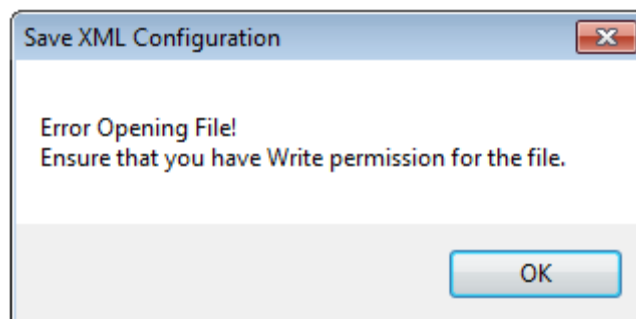 Save XML Configuration
Error Opening File!
Ensure that you have Write permission for the file.
OK